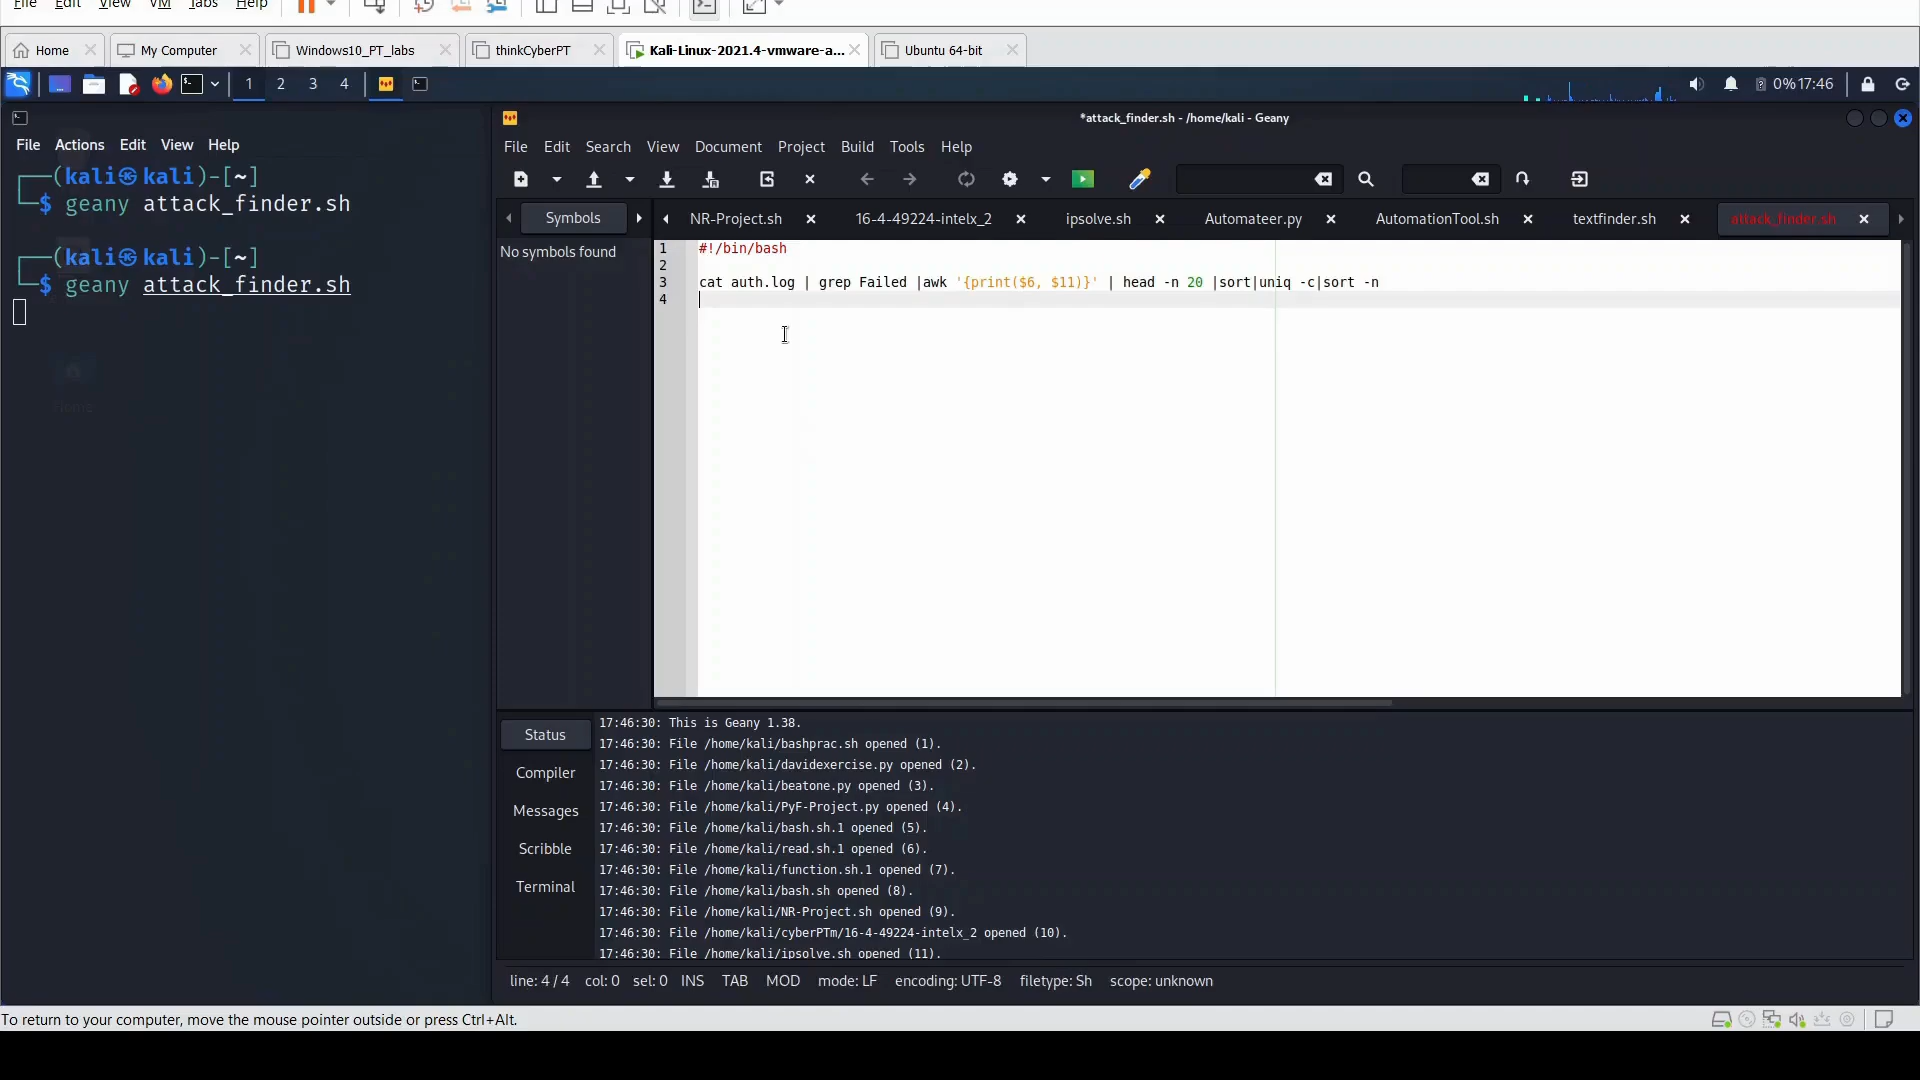 File Edit View VM Tabs Help
Home My Computer Windows10_PT_labs thinkCyberPT Kali-Linux-2021.4-vmware-a... Ubuntu 64-bit
1 2 3 4 0% 17:46
*attack_finder.sh - /home/kali - Geany
File Actions Edit View Help
File Edit Search View Document Project Build Tools Help
┌──(kali㉿kali)-[~]
└─$ geany attack_finder.sh
┌──(kali㉿kali)-[~]
└─$ geany attack_finder.sh
Symbols
No symbols found
NR-Project.sh 16-4-49224-intelx_2 ipsolve.sh Automateer.py AutomationTool.sh textfinder.sh attack_finder.sh
1 #!/bin/bash
2
3 cat auth.log | grep Failed |awk '{print($6, $11)}' | head -n 20 |sort|uniq -c|sort -n
4
Home
Status
Compiler
Messages
Scribble
Terminal
17:46:30: This is Geany 1.38.
17:46:30: File /home/kali/bashprac.sh opened (1).
17:46:30: File /home/kali/davidexercise.py opened (2).
17:46:30: File /home/kali/beatone.py opened (3).
17:46:30: File /home/kali/PyF-Project.py opened (4).
17:46:30: File /home/kali/bash.sh.1 opened (5).
17:46:30: File /home/kali/read.sh.1 opened (6).
17:46:30: File /home/kali/function.sh.1 opened (7).
17:46:30: File /home/kali/bash.sh opened (8).
17:46:30: File /home/kali/NR-Project.sh opened (9).
17:46:30: File /home/kali/cyberPTm/16-4-49224-intelx_2 opened (10).
17:46:30: File /home/kali/ipsolve.sh opened (11).
line: 4 / 4 col: 0 sel: 0 INS TAB MOD mode: LF encoding: UTF-8 filetype: Sh scope: unknown
To return to your computer, move the mouse pointer outside or press Ctrl+Alt.